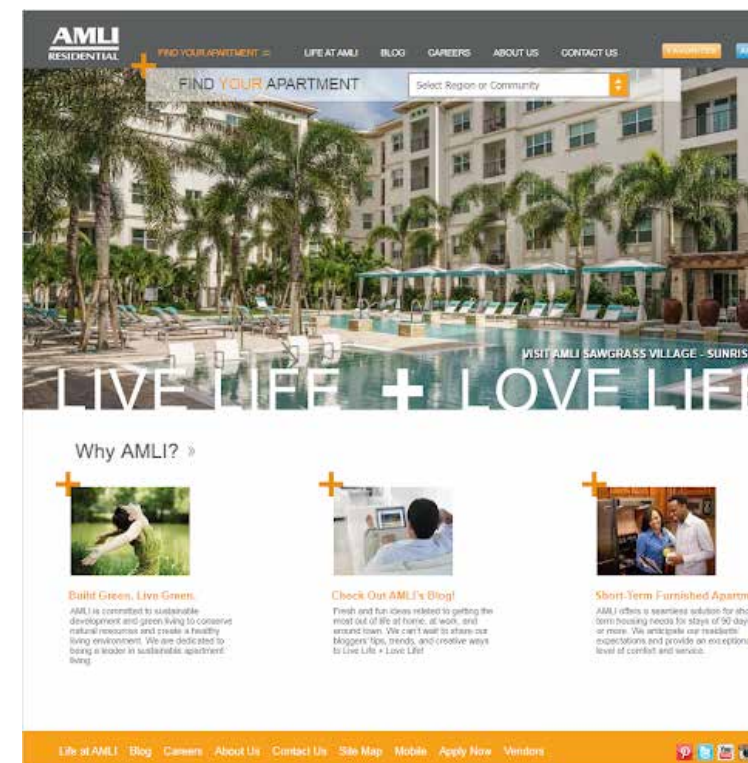 AMLI
RESIDENTIAL
FIND YOUR APARTMENT
LIFE AT AMLI
BLOG
CAREERS
ABOUT US
CONTACT US
FAVORITES
FIND YOUR APARTMENT
Select Region or Community
VISIT AMLI SAWGRASS VILLAGE - SUNRIS
LIVE LIFE + LOVE LIFE
Why AMLI? »
Build Green. Live Green.
AMLI is committed to sustainable
development and green living to conserve
natural resources and create a healthy
living environment. We are dedicated to
being a leader in sustainable apartment
living.
Check Out AMLI's Blog!
Fresh and fun ideas related to getting the
most out of life at home, at work, and
around town. We can't wait to share our
bloggers' tips, trends, and creative ways
to Live Life + Love Life!
Short-Term Furnished Apartm
AMLI offers a seamless solution for sho
term housing needs for stays of 90 day
or more. We anticipate our residents'
expectations and provide an exceptiona
level of comfort and service.
Life at AMLI Blog Careers About Us Contact Us Site Map Mobile Apply Now Vendors